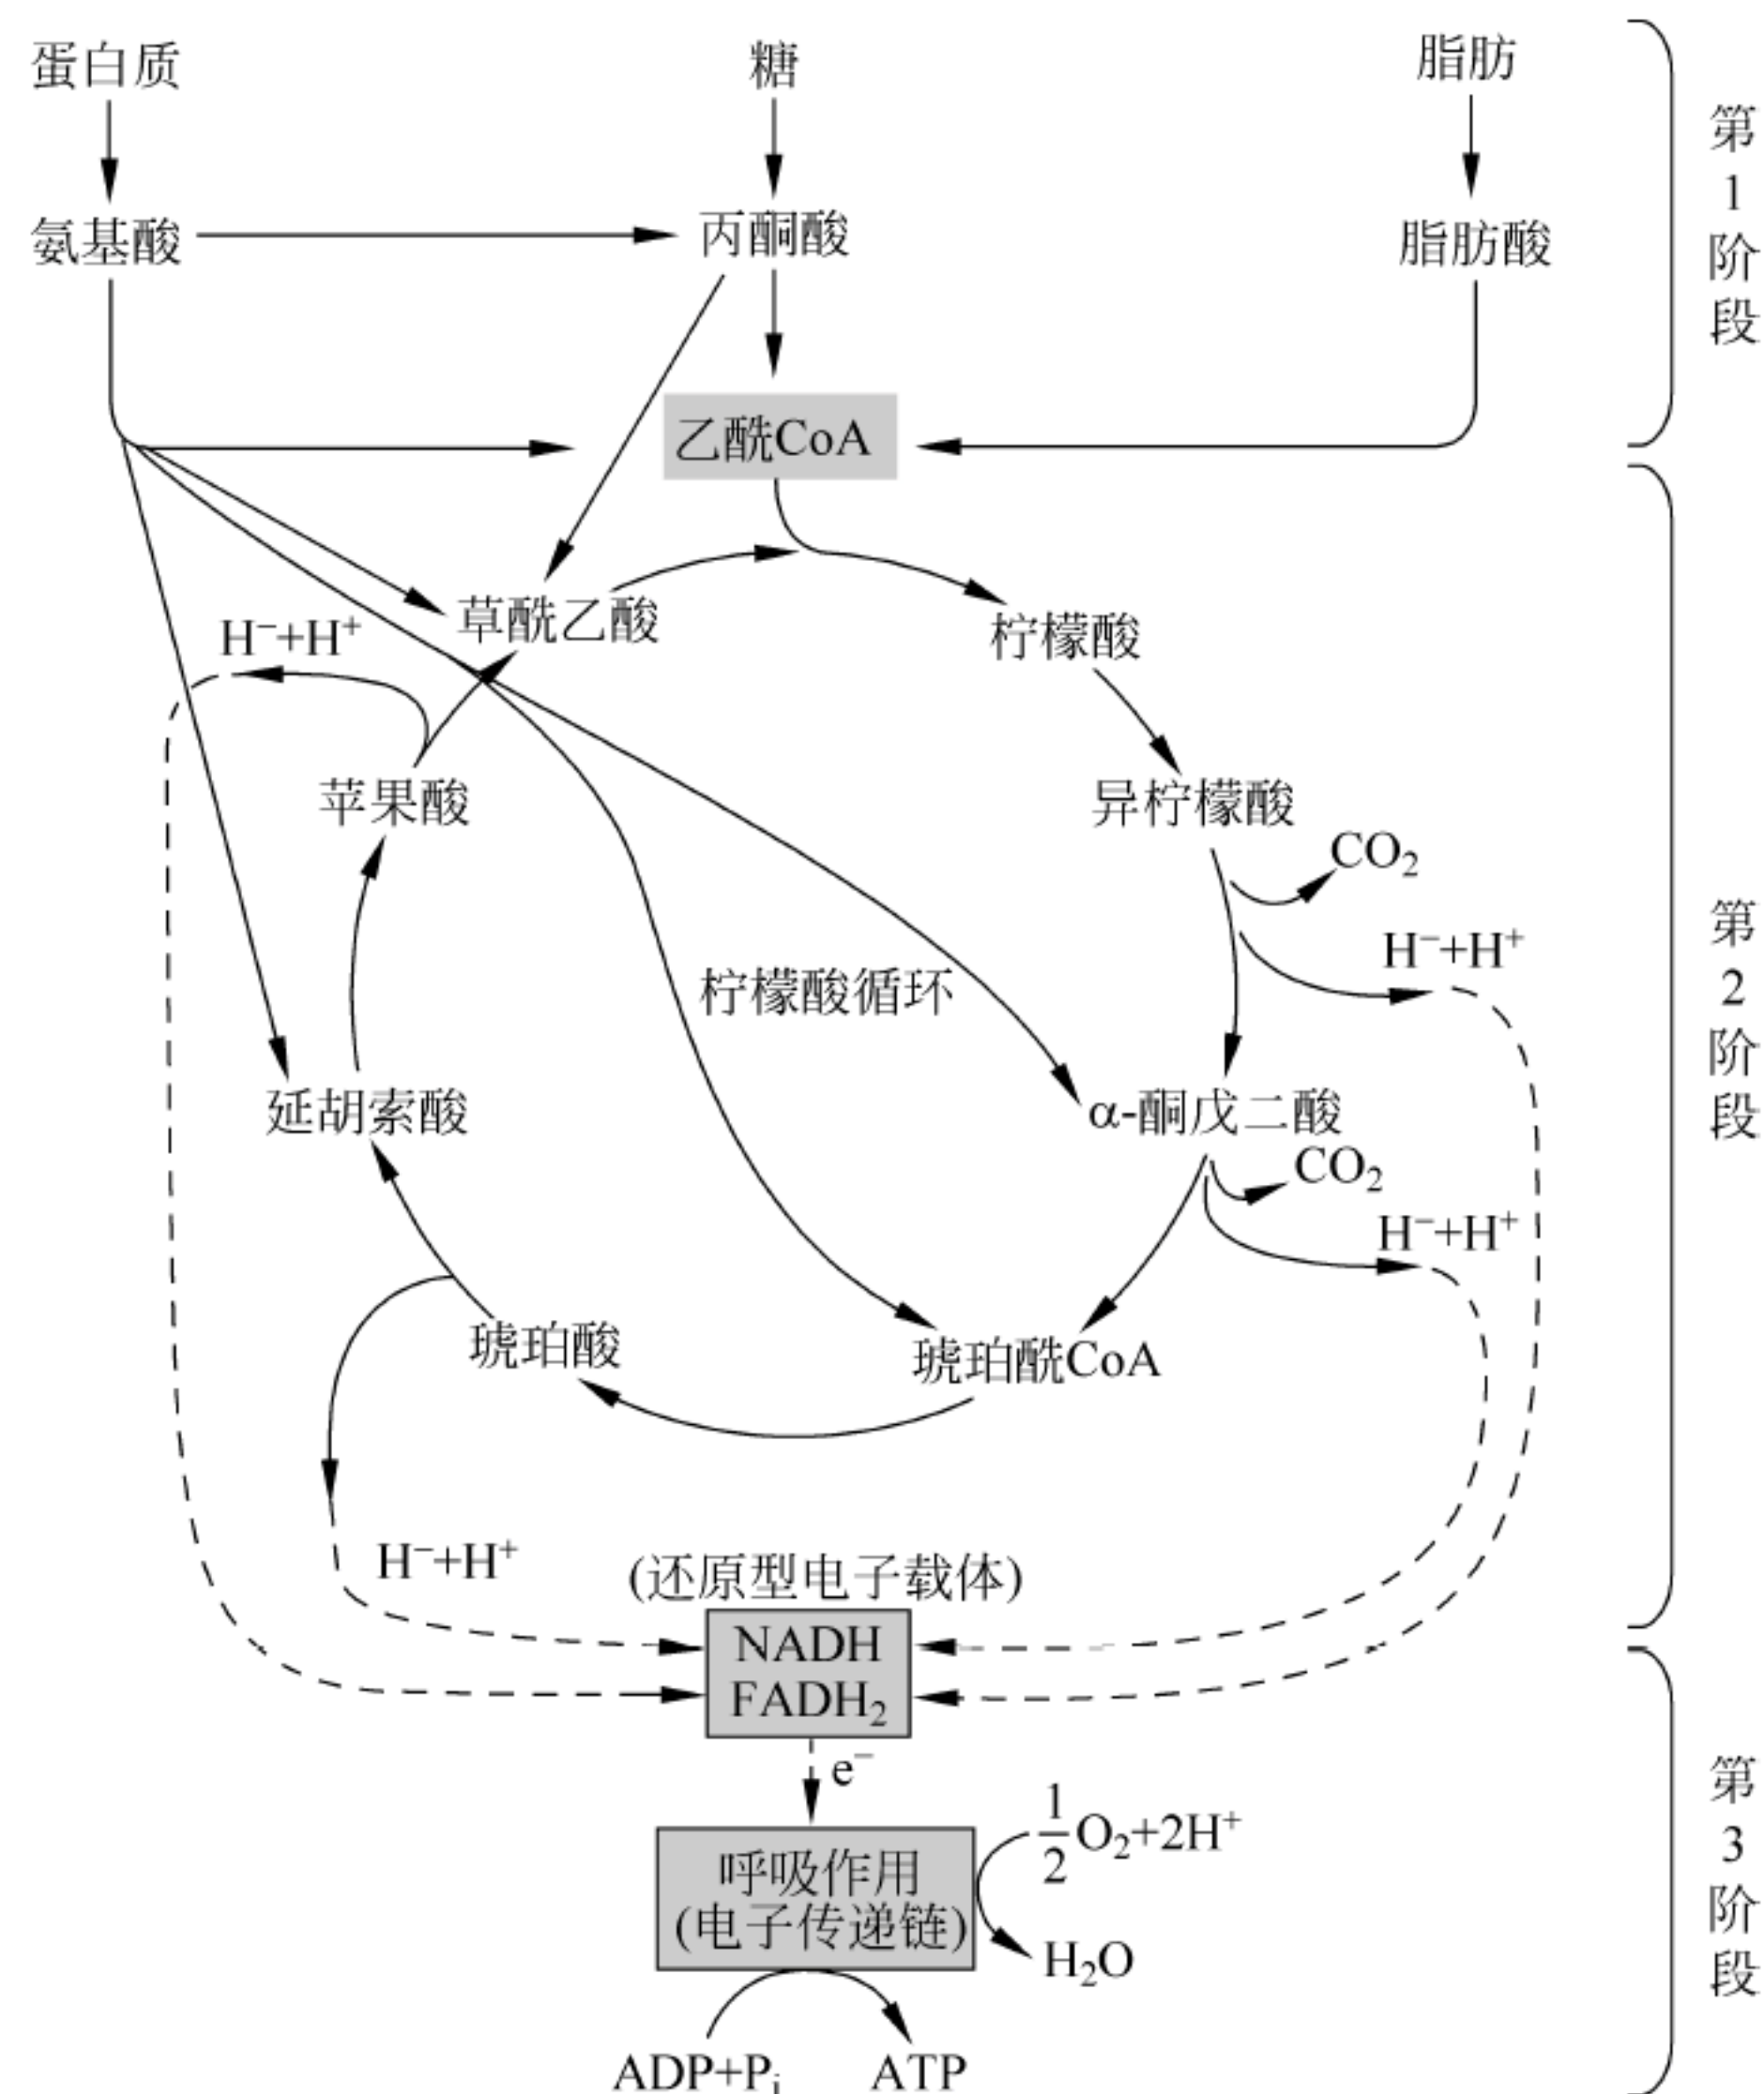 蛋白质
糖
脂肪
第1阶段
氨基酸
丙酮酸
脂肪酸
乙酰CoA
草酰乙酸
H⁻+H⁺
柠檬酸
苹果酸
异柠檬酸
CO₂
H⁻+H⁺
柠檬酸循环
第2阶段
延胡索酸
α-酮戊二酸
CO₂
H⁻+H⁺
琥珀酸
琥珀酰CoA
H⁻+H⁺
(还原型电子载体)
NADH
FADH₂
e⁻
1/2 O₂+2H⁺
呼吸作用
(电子传递链)
H₂O
第3阶段
ADP+Pᵢ
ATP